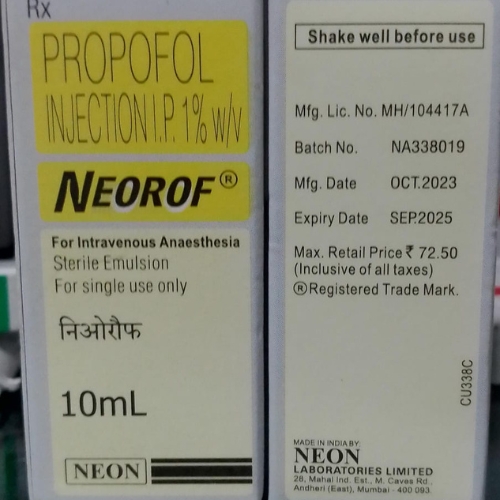 Rx
PROPOFOL
INJECTION I.P. 1% w/v
NEOROF®
For Intravenous Anaesthesia
Sterile Emulsion
For single use only
निओरौफ
10mL
NEON
Shake well before use
Mfg. Lic. No. MH/104417A
Batch No. NA338019
Mfg. Date OCT.2023
Expiry Date SEP.2025
Max. Retail Price ₹ 72.50
(Inclusive of all taxes)
® Registered Trade Mark.
CU338C
MADE IN INDIA BY:
NEON
LABORATORIES LIMITED
28, Mahal Ind. Est., M. Caves Rd.,
Andheri (East), Mumbai - 400 093.